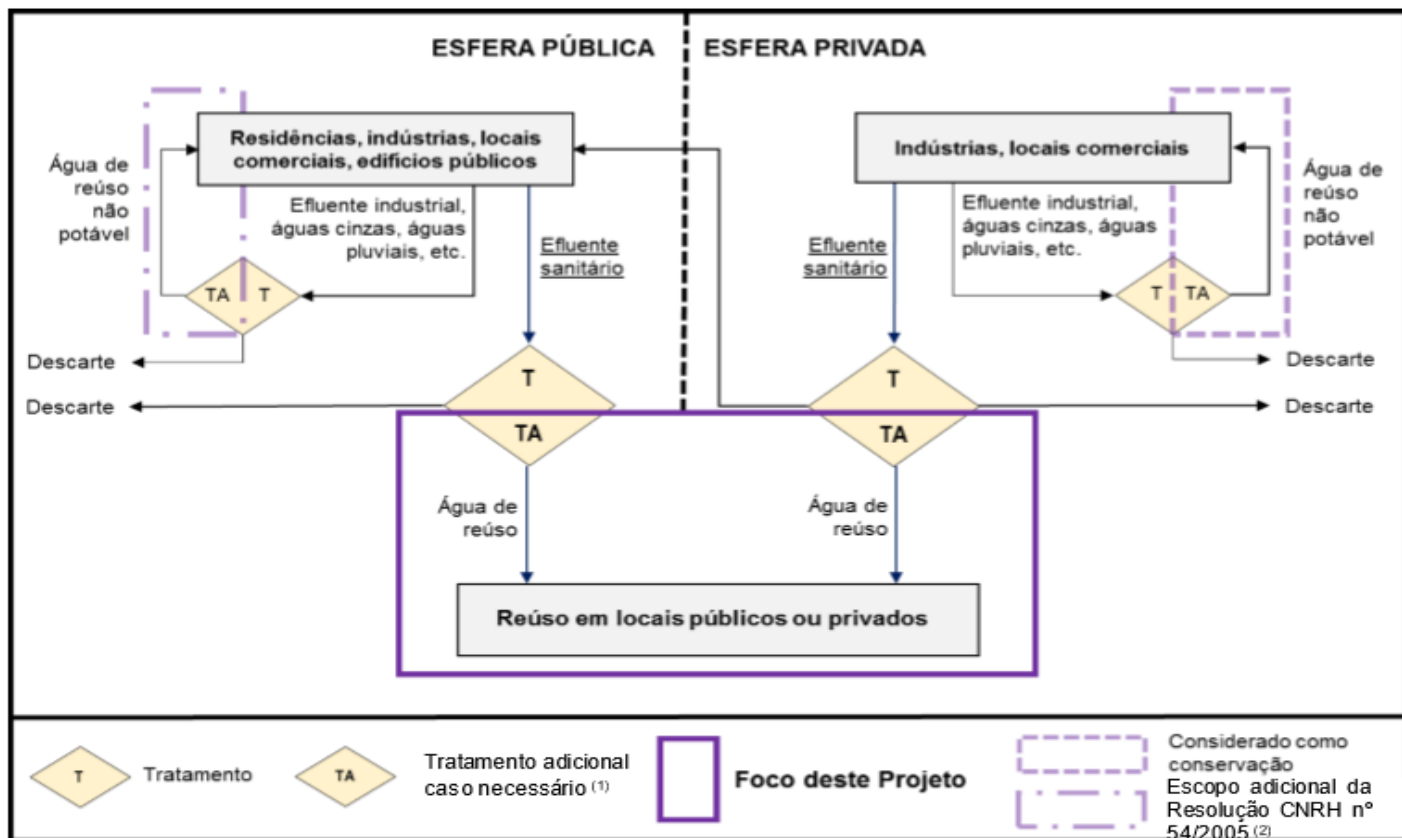 ESFERA PÚBLICA
ESFERA PRIVADA
Residências, indústrias, locais
comerciais, edifícios públicos
Indústrias, locais comerciais
Água de
reúso
não
potável
Efluente industrial,
águas cinzas, águas
pluviais, etc.
Efluente
sanitário
Efluente
sanitário
Efluente industrial,
águas cinzas, águas
pluviais, etc.
Água de
reúso
não
potável
TA
T
T
TA
Descarte
Descarte
T
TA
T
TA
Descarte
Descarte
Água de
reúso
Água de
reúso
Reúso em locais públicos ou privados
T
Tratamento
TA
Tratamento adicional
caso necessário (1)
Foco deste Projeto
Considerado como
conservação
Escopo adicional da
Resolução CNRH nº
54/2005 (2)